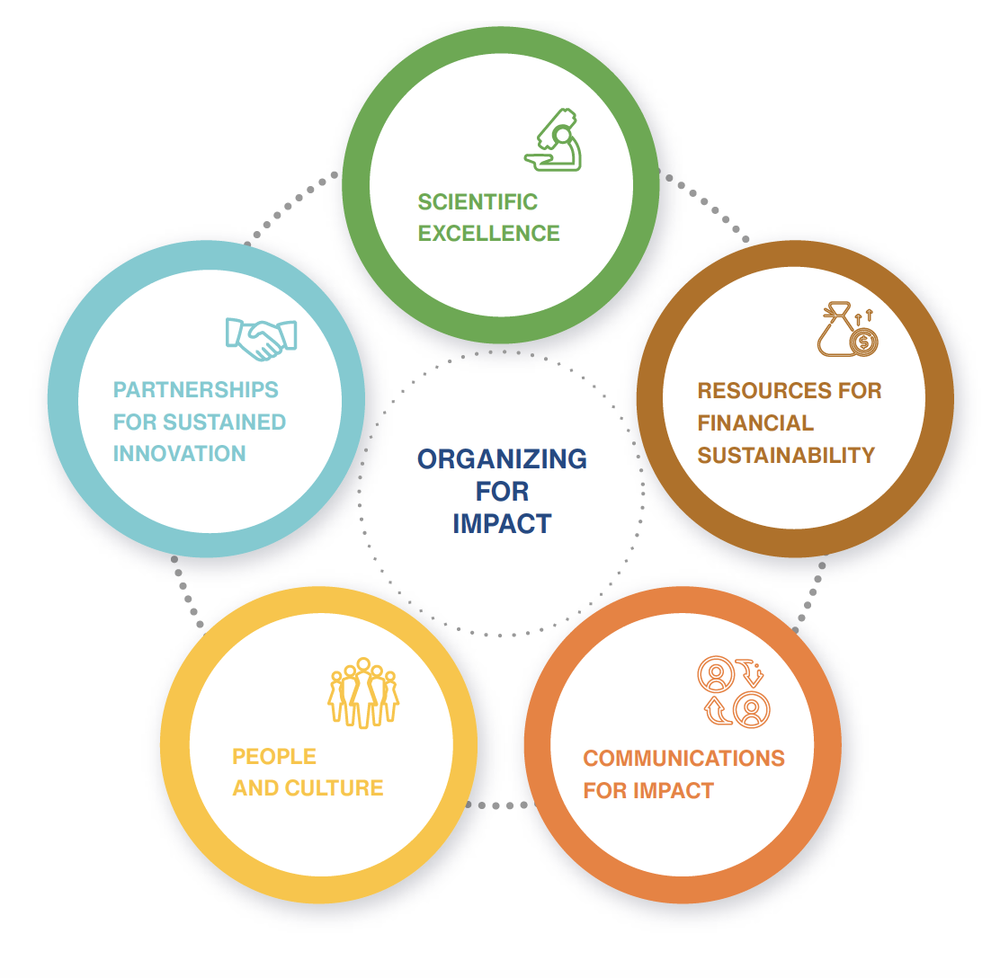 SCIENTIFIC
EXCELLENCE
PARTNERSHIPS
FOR SUSTAINED
INNOVATION
RESOURCES FOR
FINANCIAL
SUSTAINABILITY
ORGANIZING
FOR
IMPACT
PEOPLE
AND CULTURE
COMMUNICATIONS
FOR IMPACT
$